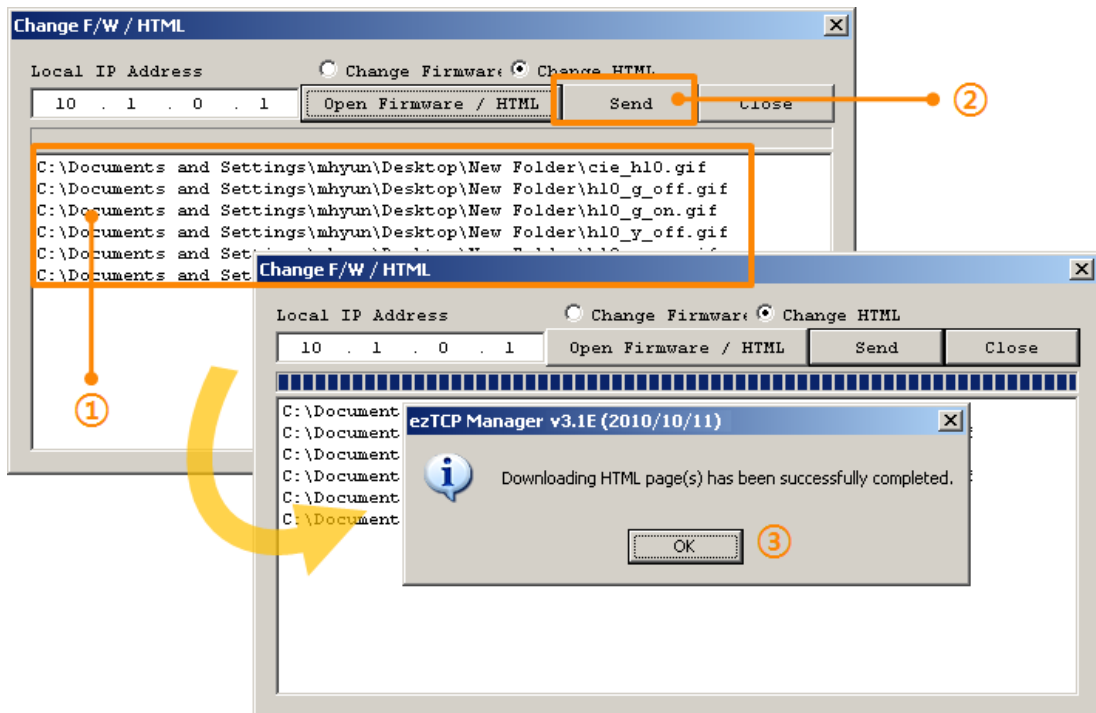 Change F/W / HTML
Local IP Address
Change Firmware
Change HTML
10 . 1 . 0 . 1
Open Firmware / HTML
Send
Close
②
C:\Documents and Settings\mhyun\Desktop\New Folder\cie_h10.gif
C:\Documents and Settings\mhyun\Desktop\New Folder\h10_g_off.gif
C:\Documents and Settings\mhyun\Desktop\New Folder\h10_g_on.gif
C:\Documents and Settings\mhyun\Desktop\New Folder\h10_y_off.gif
C:\Documents and Set
C:\Documents and Set
①
Change F/W / HTML
Local IP Address
Change Firmware
Change HTML
10 . 1 . 0 . 1
Open Firmware / HTML
Send
Close
C:\Document
C:\Document
C:\Document
C:\Document
C:\Document
C:\Document
ezTCP Manager v3.1E (2010/10/11)
Downloading HTML page(s) has been successfully completed.
OK
③